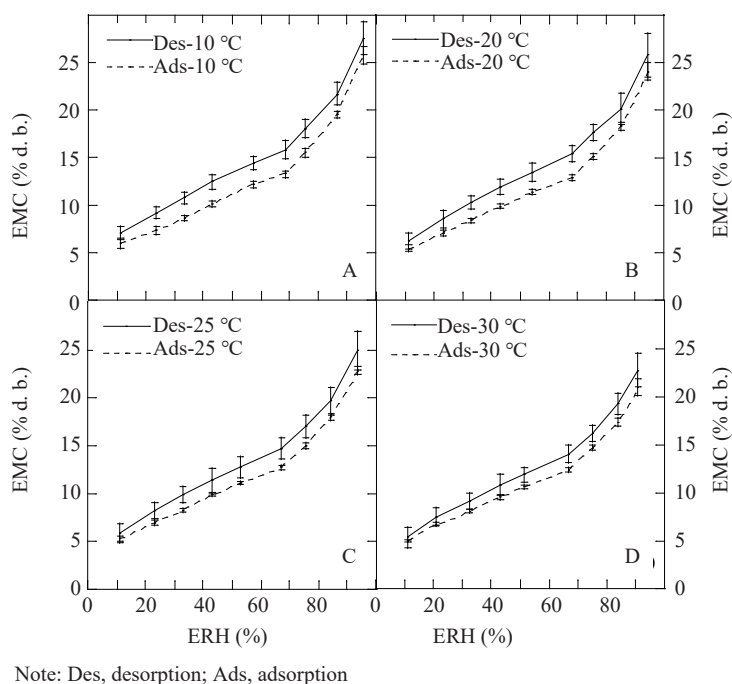 Des-10 ℃
Ads-10 ℃
Des-20 ℃
Ads-20 ℃
25
20
15
10
5
0
EMC (% d. b.)
A
B
25
20
15
10
5
0
EMC (% d. b.)
Des-25 ℃
Ads-25 ℃
Des-30 ℃
Ads-30 ℃
25
20
15
10
5
0
EMC (% d. b.)
C
D
25
20
15
10
5
0
EMC (% d. b.)
0 20 40 60 80 0 20 40 60 80
ERH (%) ERH (%)
Note: Des, desorption; Ads, adsorption